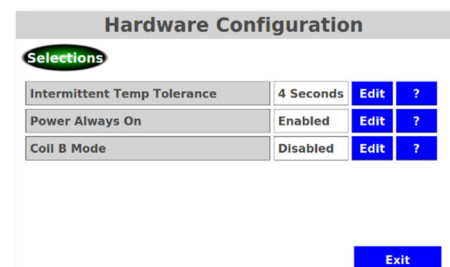 Hardware Configuration
Selections
Intermittent Temp Tolerance 4 Seconds Edit ?
Power Always On Enabled Edit ?
Coil B Mode Disabled Edit ?
Exit